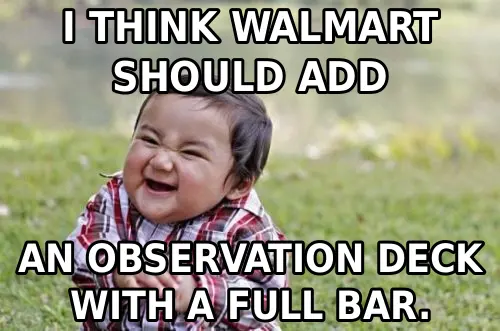 I THINK WALMART
SHOULD ADD
AN OBSERVATION DECK
WITH A FULL BAR.